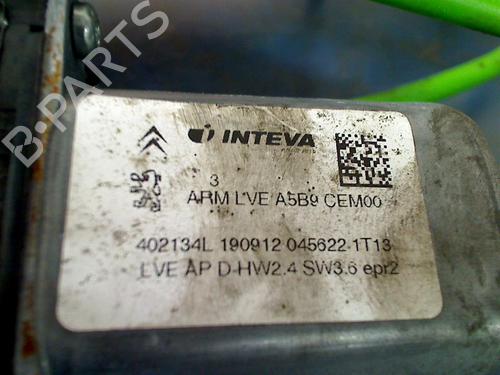 B-PARTS
INTEVA
3
ARM LVE A5B9 CEM00
402134L 190912 045622-1T13
LVE AP D-HW2.4 SW3.6 epr2